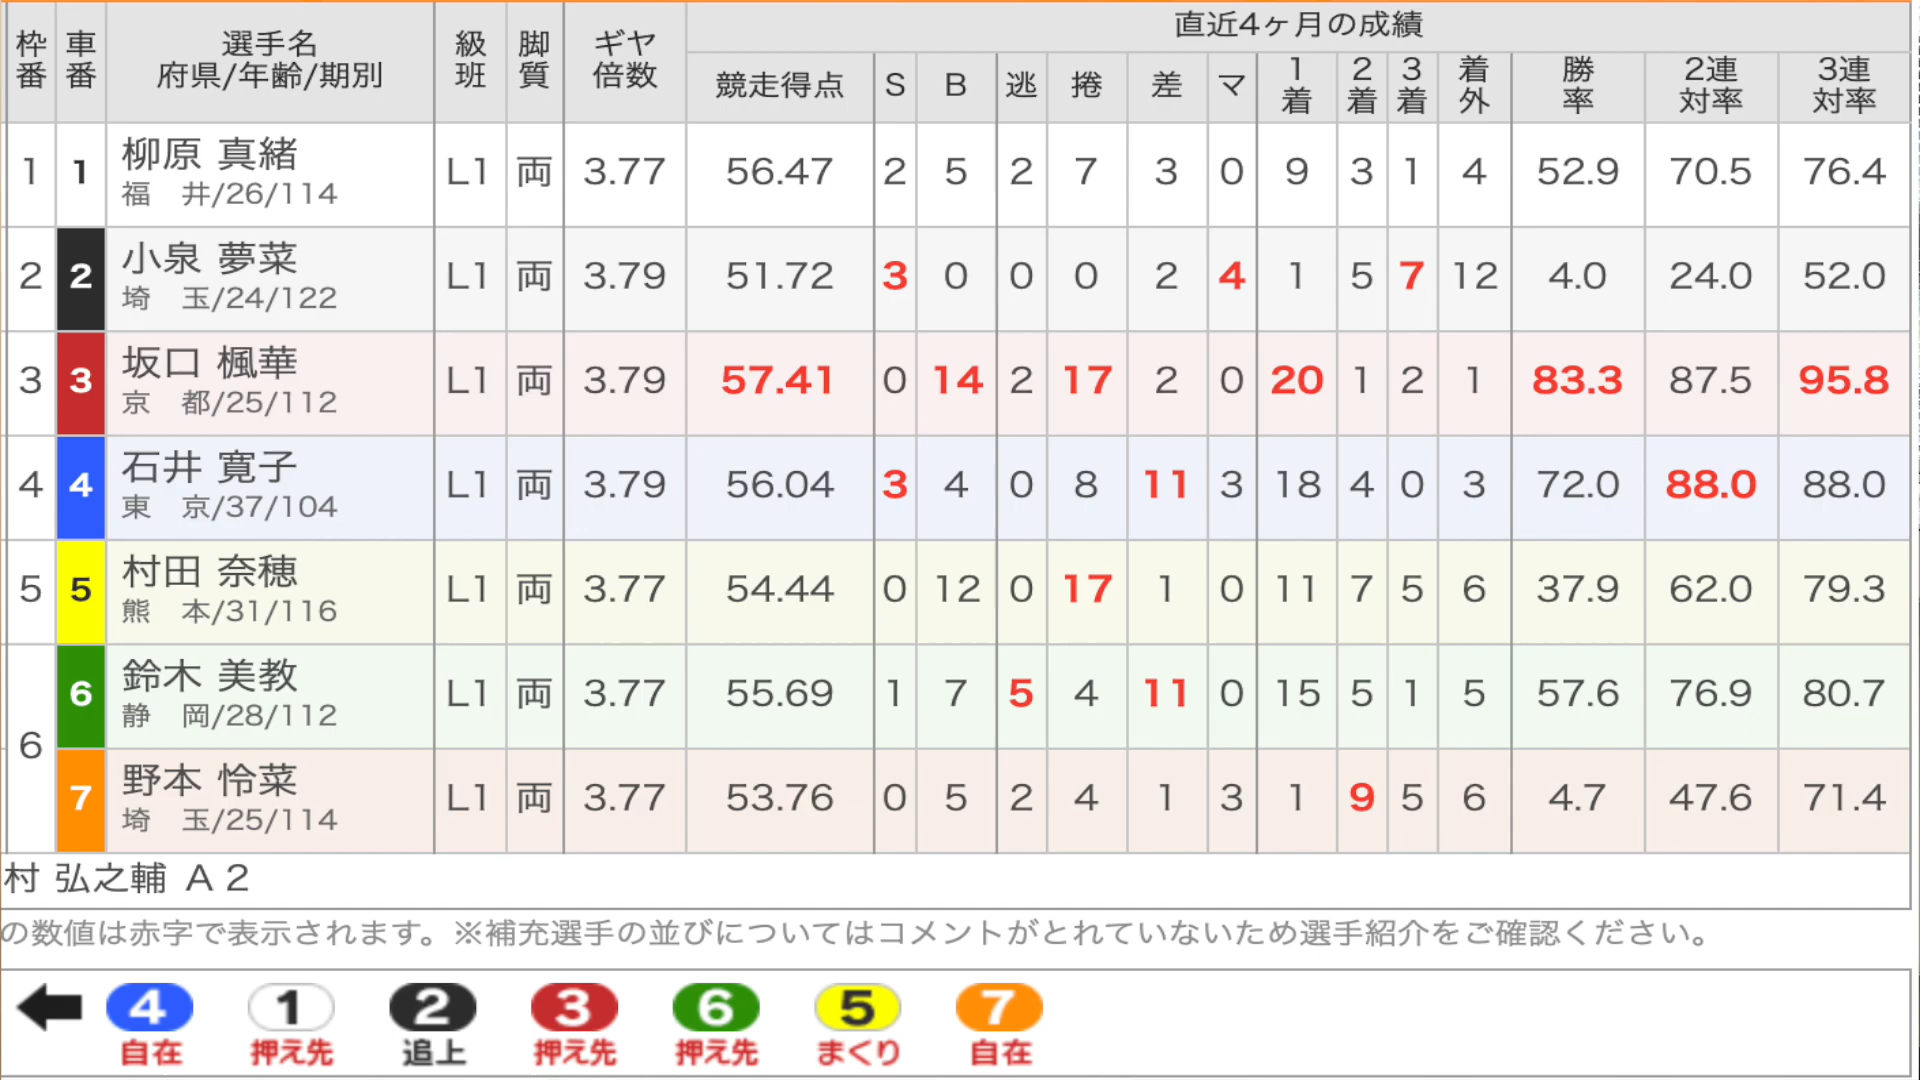 枠番 車番 選手名 府県/年齢/期別 級班 脚質 ギヤ倍数 直近4ヶ月の成績
競走得点 S B 逃 捲 差 マ 1着 2着 3着 着外 勝率 2連対率 3連対率
1 1 柳原 真緒 L1 両 3.77 56.47 2 5 2 7 3 0 9 3 1 4 52.9 70.5 76.4
福　井/26/114
2 2 小泉 夢菜 L1 両 3.79 51.72 3 0 0 0 2 4 1 5 7 12 4.0 24.0 52.0
埼　玉/24/122
3 3 坂口 楓華 L1 両 3.79 57.41 0 14 2 17 2 0 20 1 2 1 83.3 87.5 95.8
京　都/25/112
4 4 石井 寛子 L1 両 3.79 56.04 3 4 0 8 11 3 18 4 0 3 72.0 88.0 88.0
東　京/37/104
5 5 村田 奈穂 L1 両 3.77 54.44 0 12 0 17 1 0 11 7 5 6 37.9 62.0 79.3
熊　本/31/116
6 6 鈴木 美教 L1 両 3.77 55.69 1 7 5 4 11 0 15 5 1 5 57.6 76.9 80.7
静　岡/28/112
7 野本 怜菜 L1 両 3.77 53.76 0 5 2 4 1 3 1 9 5 6 4.7 47.6 71.4
埼　玉/25/114
村 弘之輔 A2
の数値は赤字で表示されます。※補充選手の並びについてはコメントがとれていないため選手紹介をご確認ください。
4 1 2 3 6 5 7
自在 押え先 追上 押え先 押え先 まくり 自在